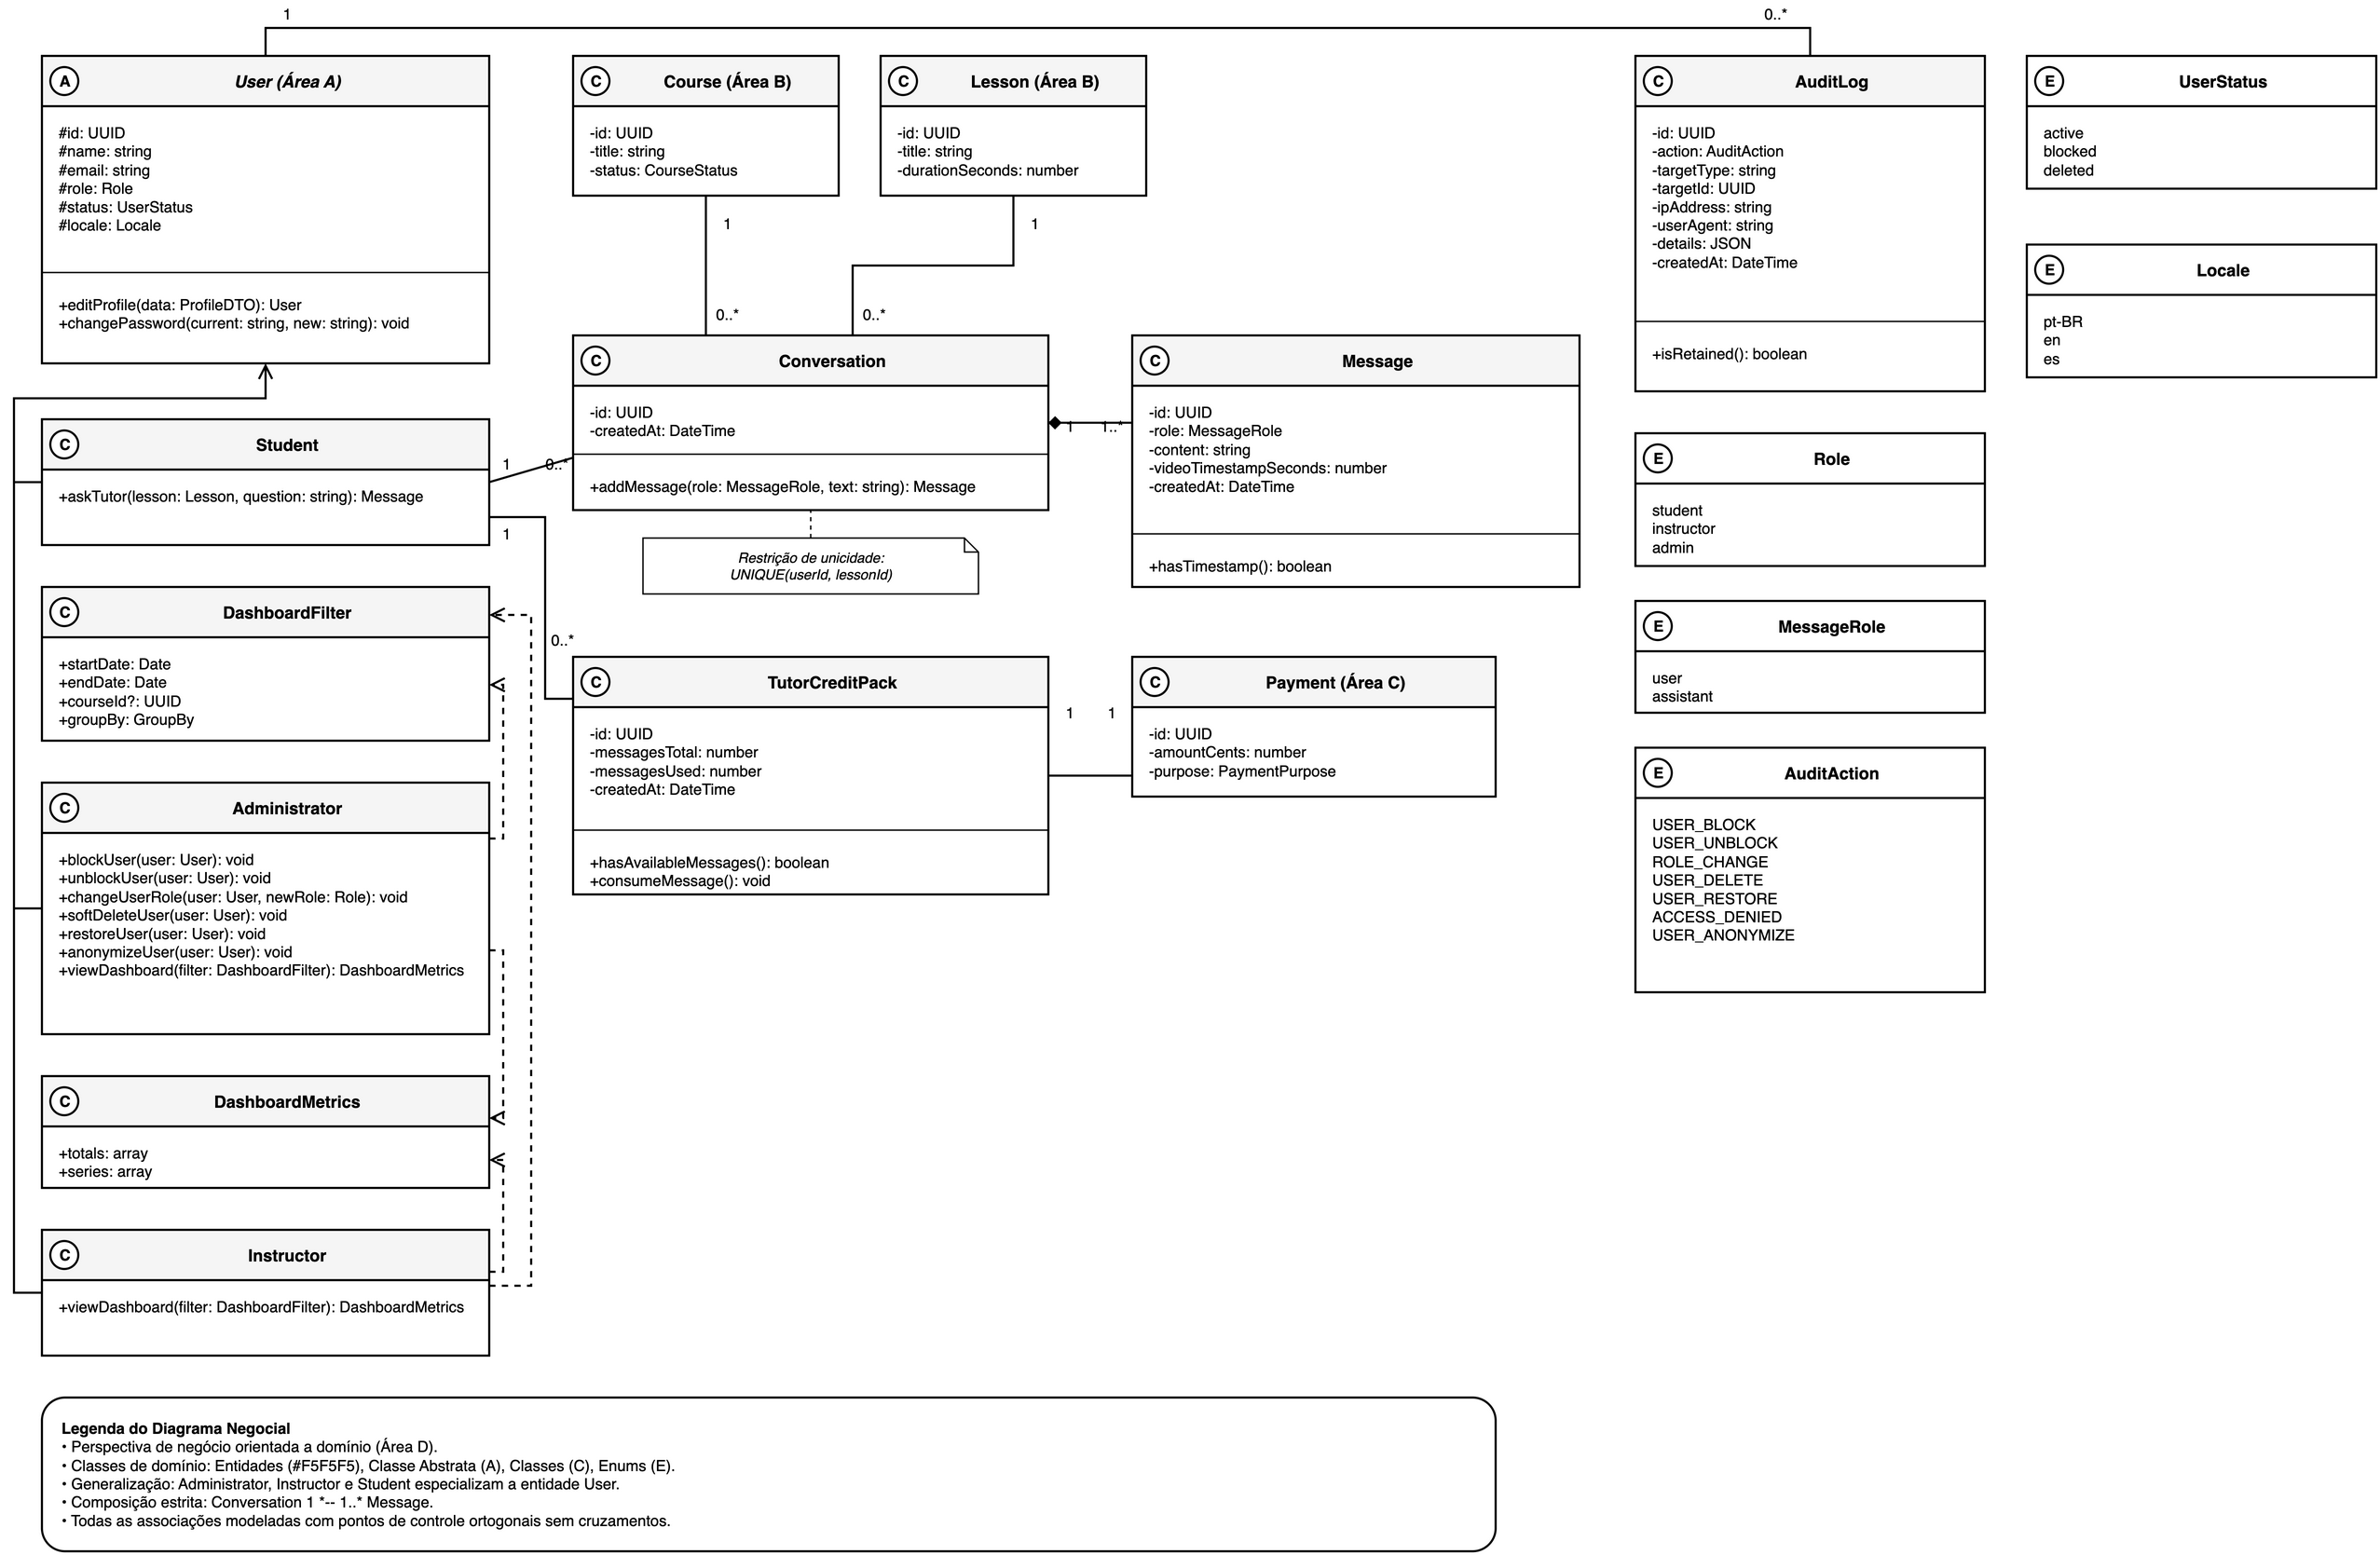 1
0..*
A
User (Área A)
#id: UUID
#name: string
#email: string
#role: Role
#status: UserStatus
#locale: Locale
+editProfile(data: ProfileDTO): User
+changePassword(current: string, new: string): void
C
Course (Área B)
-id: UUID
-title: string
-status: CourseStatus
1
0..*
C
Lesson (Área B)
-id: UUID
-title: string
-durationSeconds: number
1
0..*
C
AuditLog
-id: UUID
-action: AuditAction
-targetType: string
-targetId: UUID
-ipAddress: string
-userAgent: string
-details: JSON
-createdAt: DateTime
+isRetained(): boolean
E
UserStatus
active
blocked
deleted
E
Locale
pt-BR
en
es
C
Student
+askTutor(lesson: Lesson, question: string): Message
1
0..*
1
0..*
C
Conversation
-id: UUID
-createdAt: DateTime
+addMessage(role: MessageRole, text: string): Message
1
1..*
Restrição de unicidade:
UNIQUE(userId, lessonId)
C
Message
-id: UUID
-role: MessageRole
-content: string
-videoTimestampSeconds: number
-createdAt: DateTime
+hasTimestamp(): boolean
E
Role
student
instructor
admin
E
MessageRole
user
assistant
E
AuditAction
USER_BLOCK
USER_UNBLOCK
ROLE_CHANGE
USER_DELETE
USER_RESTORE
ACCESS_DENIED
USER_ANONYMIZE
C
DashboardFilter
+startDate: Date
+endDate: Date
+courseId?: UUID
+groupBy: GroupBy
C
TutorCreditPack
-id: UUID
-messagesTotal: number
-messagesUsed: number
-createdAt: DateTime
+hasAvailableMessages(): boolean
+consumeMessage(): void
1
1
C
Payment (Área C)
-id: UUID
-amountCents: number
-purpose: PaymentPurpose
C
Administrator
+blockUser(user: User): void
+unblockUser(user: User): void
+changeUserRole(user: User, newRole: Role): void
+softDeleteUser(user: User): void
+restoreUser(user: User): void
+anonymizeUser(user: User): void
+viewDashboard(filter: DashboardFilter): DashboardMetrics
C
DashboardMetrics
+totals: array
+series: array
C
Instructor
+viewDashboard(filter: DashboardFilter): DashboardMetrics
Legenda do Diagrama Negocial
• Perspectiva de negócio orientada a domínio (Área D).
• Classes de domínio: Entidades (#F5F5F5), Classe Abstrata (A), Classes (C), Enums (E).
• Generalização: Administrator, Instructor e Student especializam a entidade User.
• Composição estrita: Conversation 1 *-- 1..* Message.
• Todas as associações modeladas com pontos de controle ortogonais sem cruzamentos.